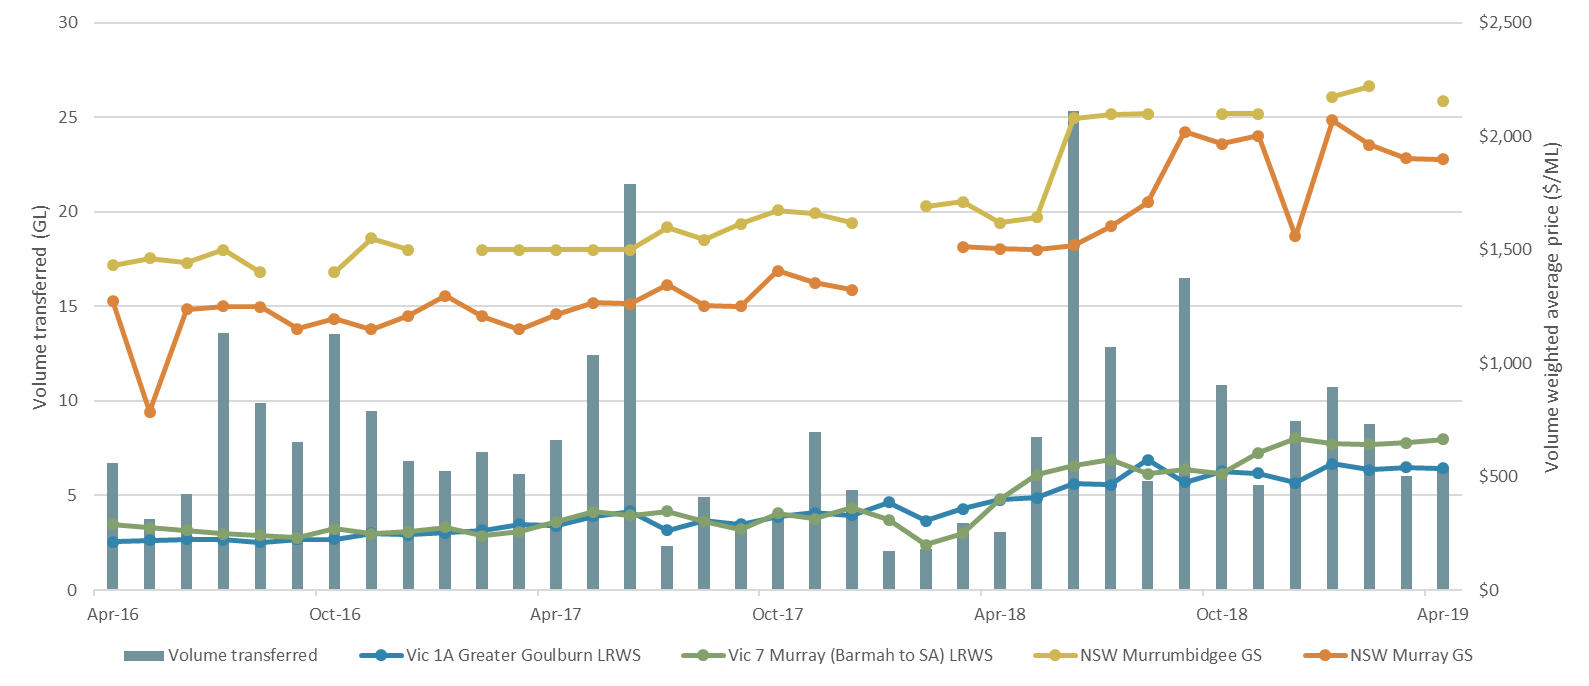 30
25
20
15
10
5
0
Volume transferred (GL)
$2,500
$2,000
$1,500
$1,000
$500
$0
Volume weighted average price ($/ML)
Apr-16
Oct-16
Apr-17
Oct-17
Apr-18
Oct-18
Apr-19
Volume transferred
Vic 1A Greater Goulburn LRWS
Vic 7 Murray (Barmah to SA) LRWS
NSW Murrumbidgee GS
NSW Murray GS